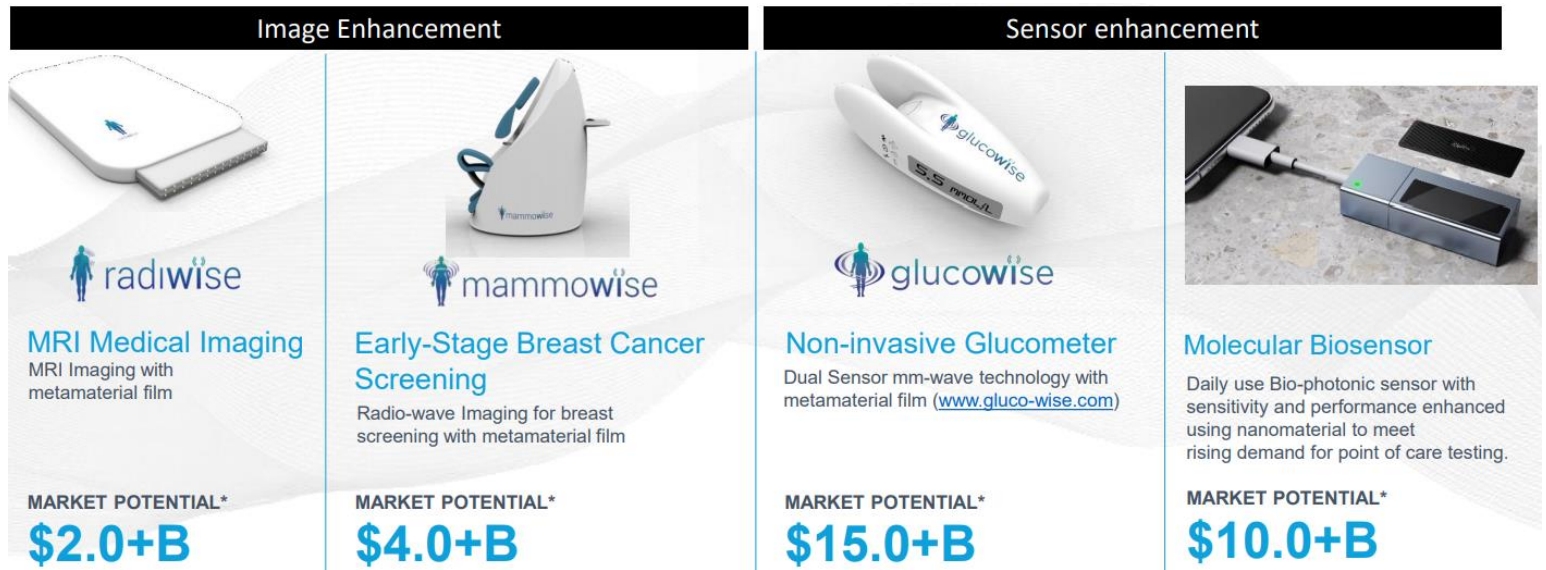 Image Enhancement
Sensor enhancement
mammowise
glucowise
5.5 mmol/L
radiwise
mammowise
glucowise
MRI Medical Imaging
MRI Imaging with
metamaterial film
MARKET POTENTIAL*
$2.0+B
Early-Stage Breast Cancer
Screening
Radio-wave Imaging for breast
screening with metamaterial film
MARKET POTENTIAL*
$4.0+B
Non-invasive Glucometer
Dual Sensor mm-wave technology with
metamaterial film (www.gluco-wise.com)
MARKET POTENTIAL*
$15.0+B
Molecular Biosensor
Daily use Bio-photonic sensor with
sensitivity and performance enhanced
using nanomaterial to meet
rising demand for point of care testing.
MARKET POTENTIAL*
$10.0+B